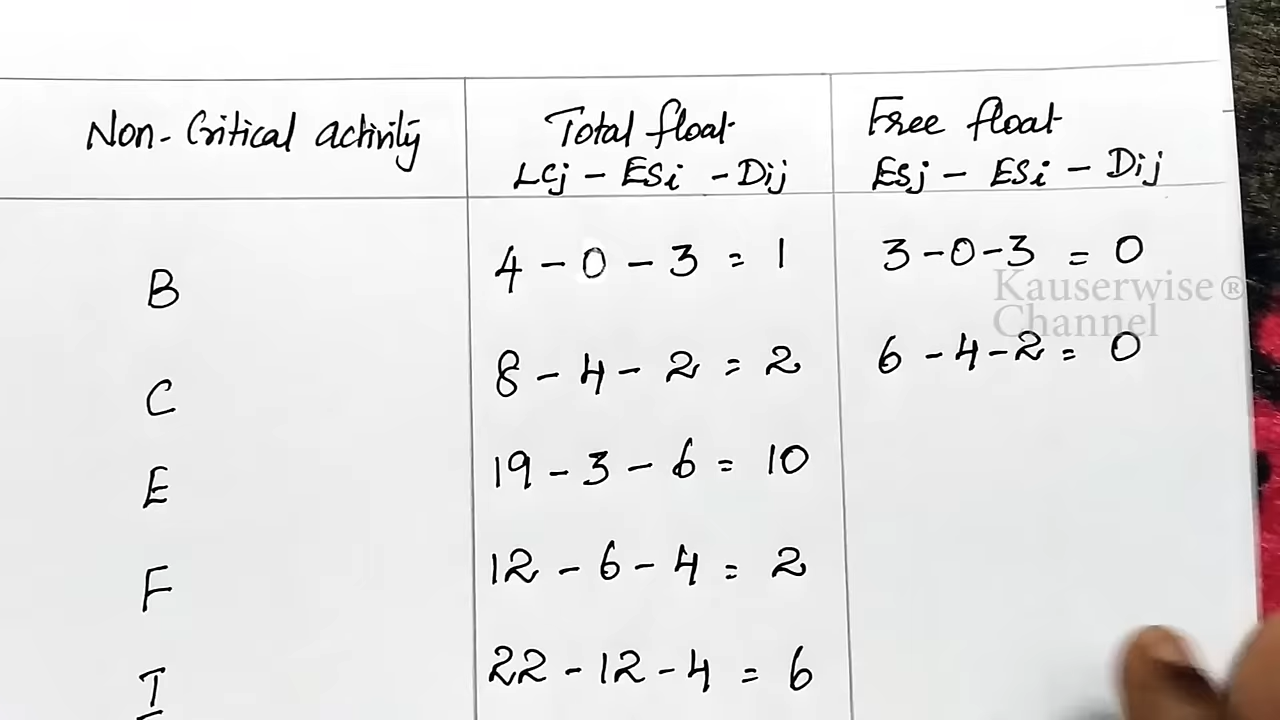 Non-Critical activity Total float Free float
LCj - ESi - Dij ESj - ESi - Dij
B 4 - 0 - 3 = 1 3 - 0 - 3 = 0
Kauserwise®
Channel
C 8 - 4 - 2 = 2 6 - 4 - 2 = 0
E 19 - 3 - 6 = 10
F 12 - 6 - 4 = 2
I 22 - 12 - 4 = 6